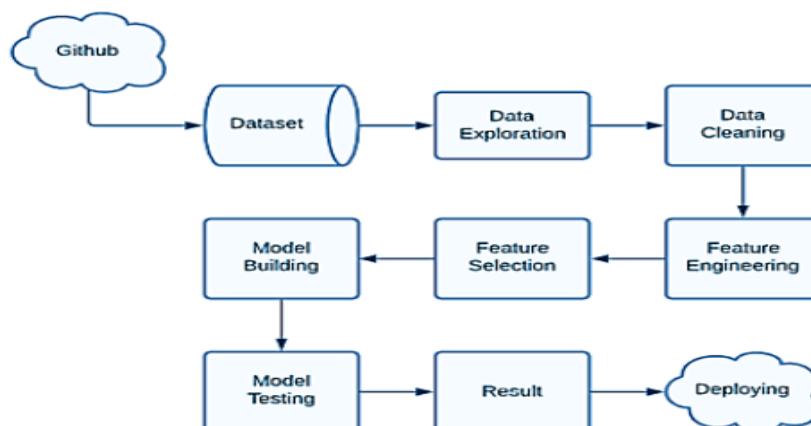 Github
Dataset
Data
Exploration
Data
Cleaning
Feature
Engineering
Feature
Selection
Model
Building
Model
Testing
Result
Deploying